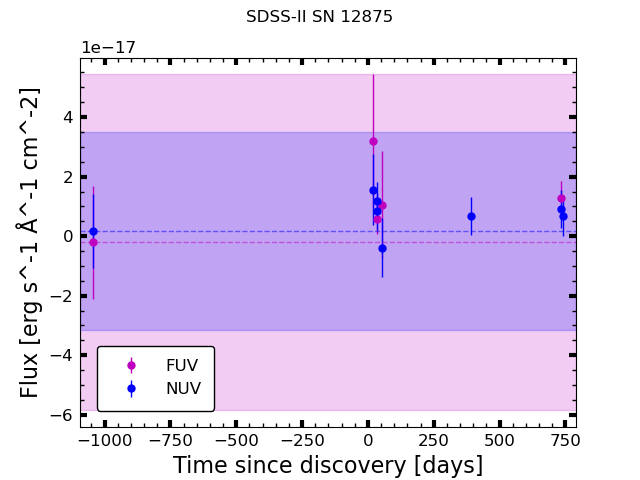 SDSS-II SN 12875
1e−17
4
2
0
−2
−4
−6
Flux [erg s^-1 Å^-1 cm^-2]
FUV
NUV
−1000 −750 −500 −250 0 250 500 750
Time since discovery [days]